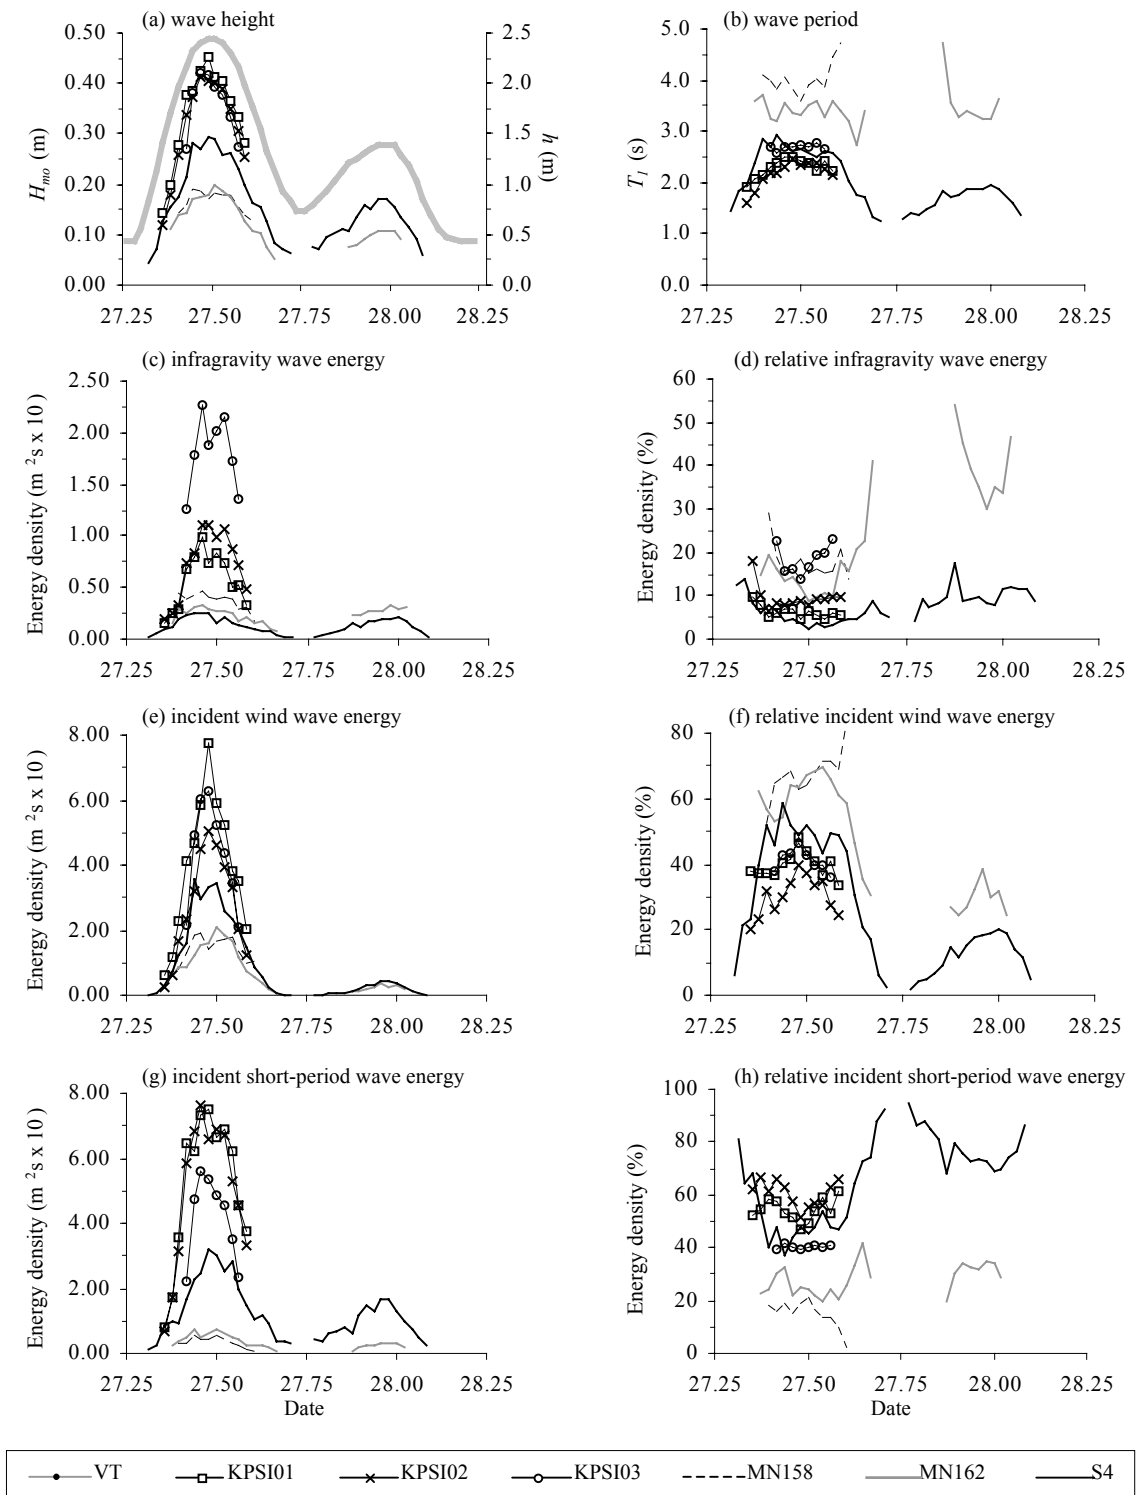 (a) wave height
(b) wave period
0.50
0.40
0.30
0.20
0.10
0.00
Hmo (m)
2.5
2.0
1.5
1.0
0.5
0.0
h (m)
27.25 27.50 27.75 28.00 28.25
5.0
4.0
3.0
2.0
1.0
0.0
T1 (s)
27.25 27.50 27.75 28.00 28.25
(c) infragravity wave energy
(d) relative infragravity wave energy
2.50
2.00
1.50
1.00
0.50
0.00
Energy density (m ²s x 10)
27.25 27.50 27.75 28.00 28.25
60
50
40
30
20
10
0
Energy density (%)
27.25 27.50 27.75 28.00 28.25
(e) incident wind wave energy
(f) relative incident wind wave energy
8.00
6.00
4.00
2.00
0.00
Energy density (m ²s x 10)
27.25 27.50 27.75 28.00 28.25
80
60
40
20
0
Energy density (%)
27.25 27.50 27.75 28.00 28.25
(g) incident short-period wave energy
(h) relative incident short-period wave energy
8.00
6.00
4.00
2.00
0.00
Energy density (m ²s x 10)
27.25 27.50 27.75 28.00 28.25
Date
100
80
60
40
20
0
Energy density (%)
27.25 27.50 27.75 28.00 28.25
Date
VT KPSI01 KPSI02 KPSI03 MN158 MN162 S4